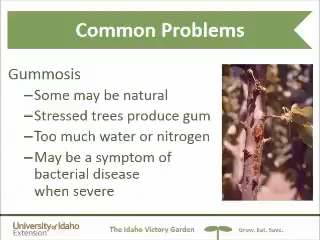 Common Problems
Gummosis
–Some may be natural
–Stressed trees produce gum
–Too much water or nitrogen
–May be a symptom of
bacterial disease
when severe
University of Idaho
Extension
The Idaho Victory Garden
Grow. Eat. Save.